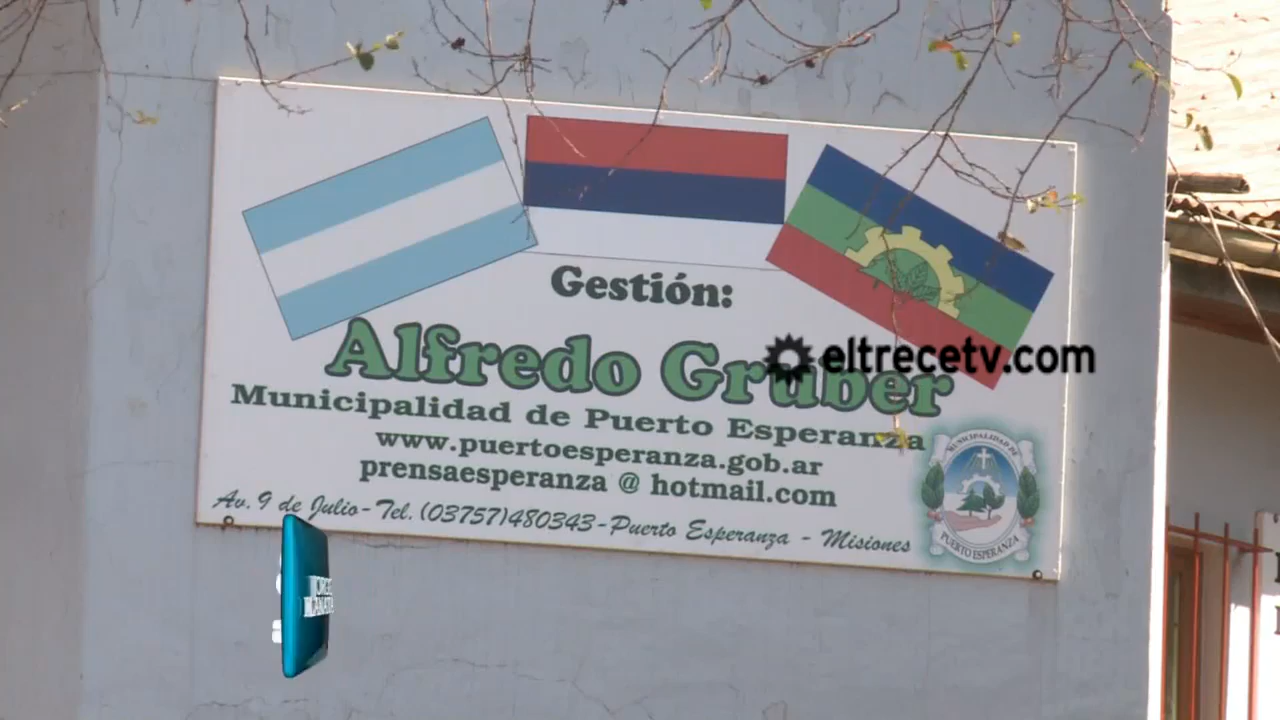 Gestión:
Alfredo Gruber
eltrecetv.com
Municipalidad de Puerto Esperanza
www.puertoesperanza.gob.ar
prensaesperanza @ hotmail.com
Av. 9 de Julio-Tel. (03757)480343-Puerto Esperanza - Misiones
MUNICIPALIDAD DE
PUERTO ESPERANZA